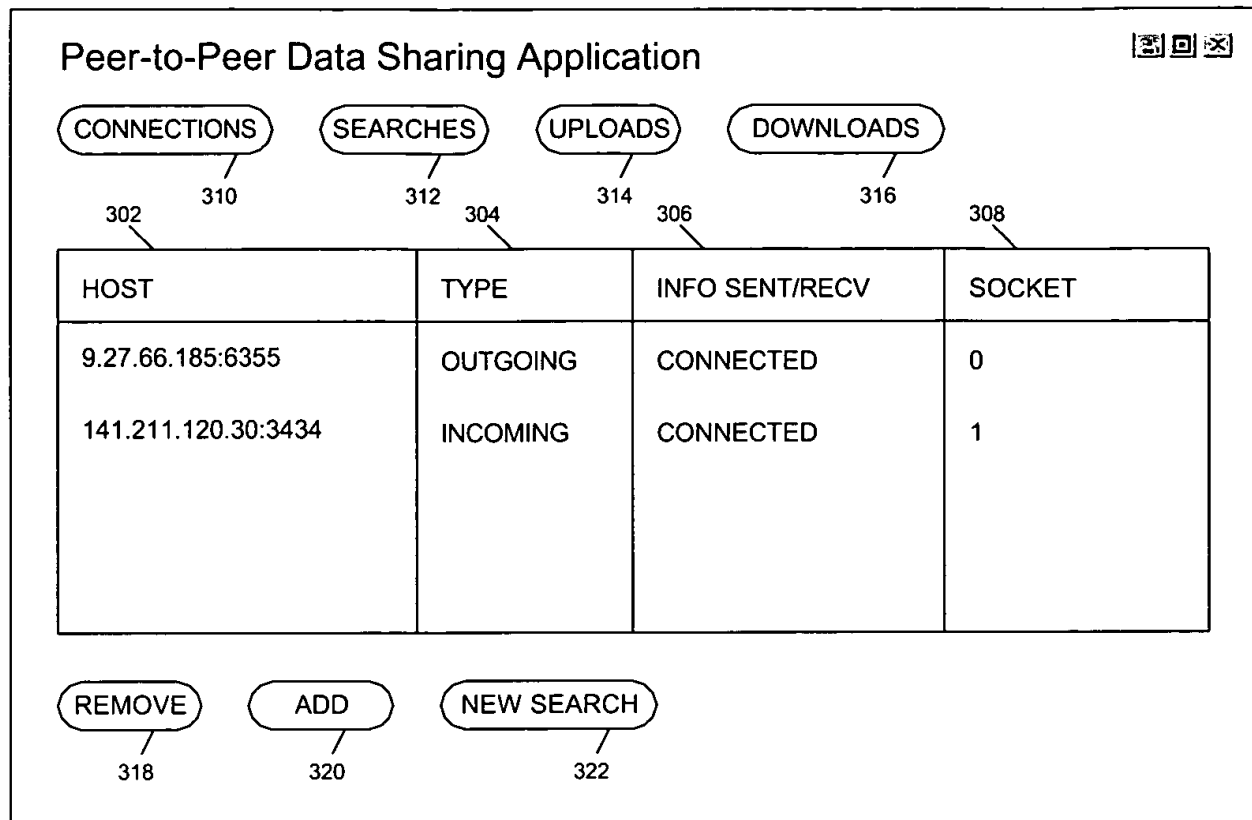 Peer-to-Peer Data Sharing Application
CONNECTIONS SEARCHES UPLOADS DOWNLOADS
310 312 314 316
302 304 306 308
HOST TYPE INFO SENT/RECV SOCKET
9.27.66.185:6355 OUTGOING CONNECTED 0
141.211.120.30:3434 INCOMING CONNECTED 1
REMOVE ADD NEW SEARCH
318 320 322